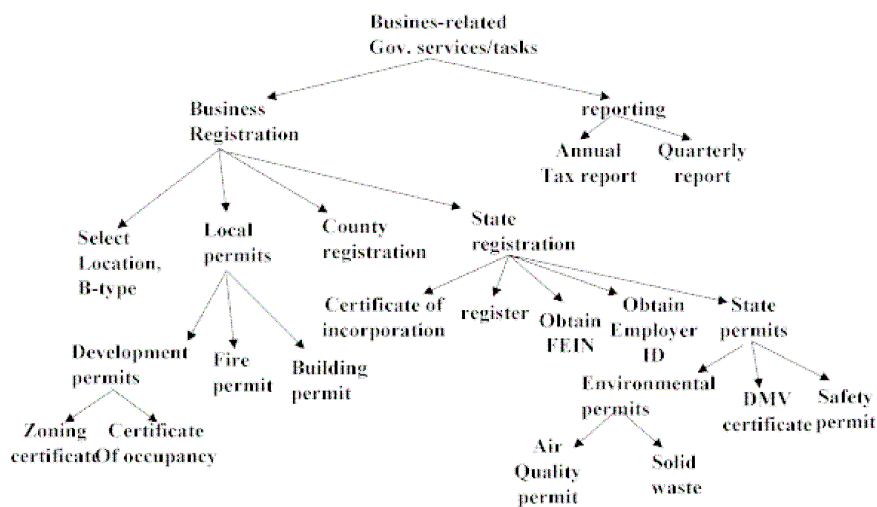 Busines-related
Gov. services/tasks
Business
Registration
reporting
Annual
Tax report
Quarterly
report
Select
Location,
B-type
Local
permits
County
registration
State
registration
Certificate of
incorporation
register
Obtain
FEIN
Obtain
Employer
ID
State
permits
Development
permits
Fire
permit
Building
permit
Environmental
permits
DMV
certificate
Safety
permit
Zoning
certificate
Certificate
Of occupancy
Air
Quality
permit
Solid
waste